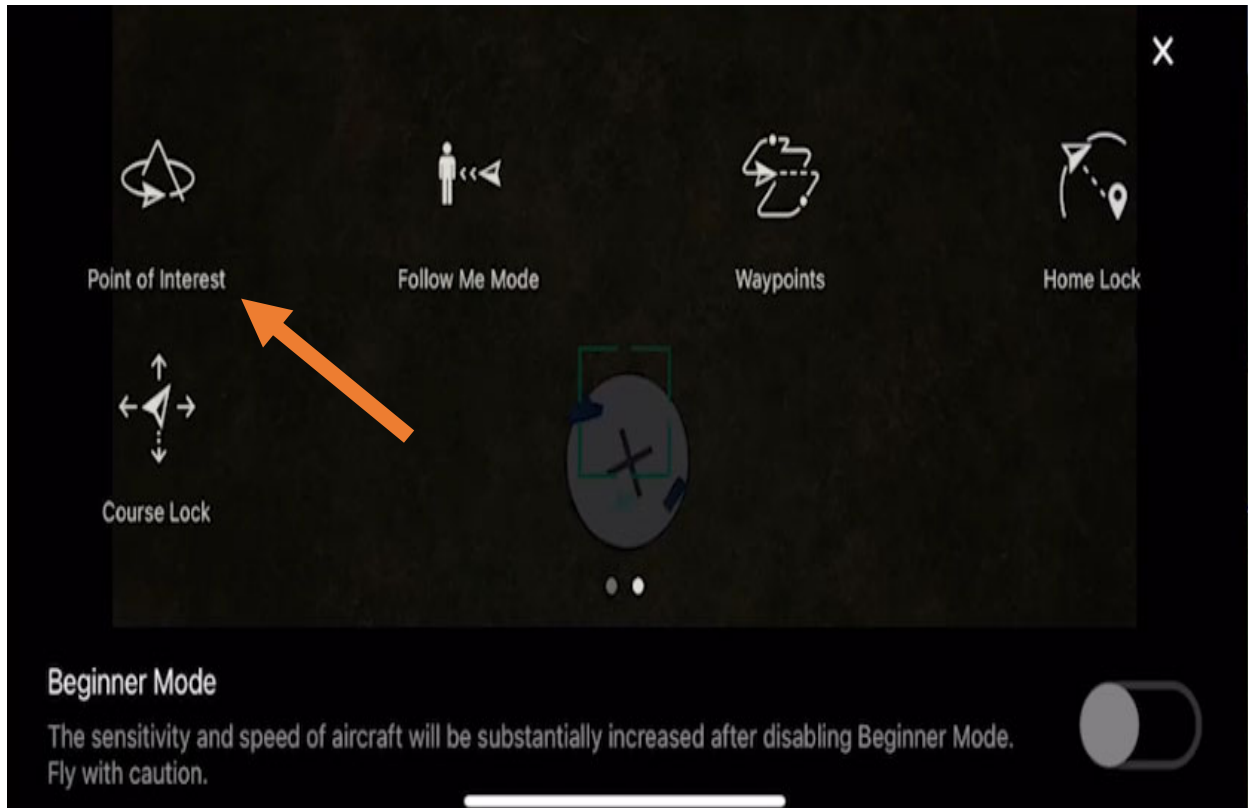 X
Point of Interest
Follow Me Mode
Waypoints
Home Lock
Course Lock
Beginner Mode
The sensitivity and speed of aircraft will be substantially increased after disabling Beginner Mode.
Fly with caution.